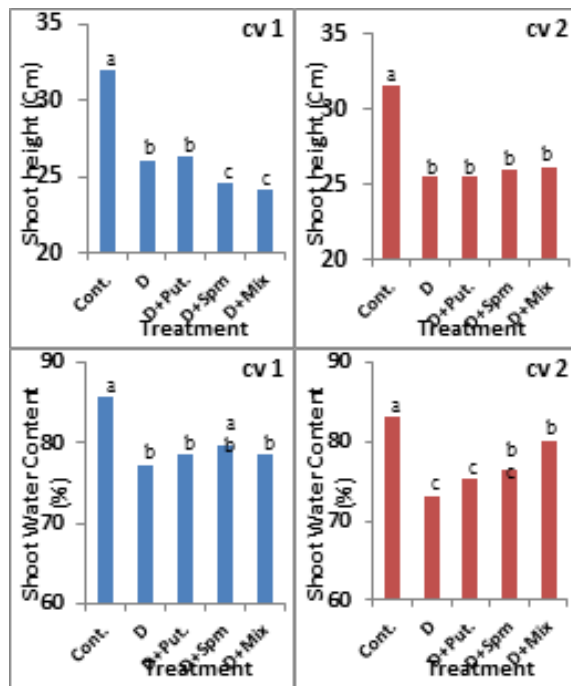 cv 1
Shoot height (Cm)
35
30
25
20
a
b
b
c
c
Cont.
D
D+Put.
D+Spm
D+Mix
Treatment
cv 2
Shoot height (Cm)
35
30
25
20
a
b
b
b
b
Cont.
D
D+Put.
D+Spm
D+Mix
Treatment
cv 1
Shoot Water Content
(%)
90
80
70
60
a
b
b
a
b
b
Cont.
D
D+Put.
D+Spm
D+Mix
Treatment
cv 2
Shoot Water Content
(%)
90
80
70
60
a
c
c
b
c
b
Cont.
D
D+Put.
D+Spm
D+Mix
Treatment